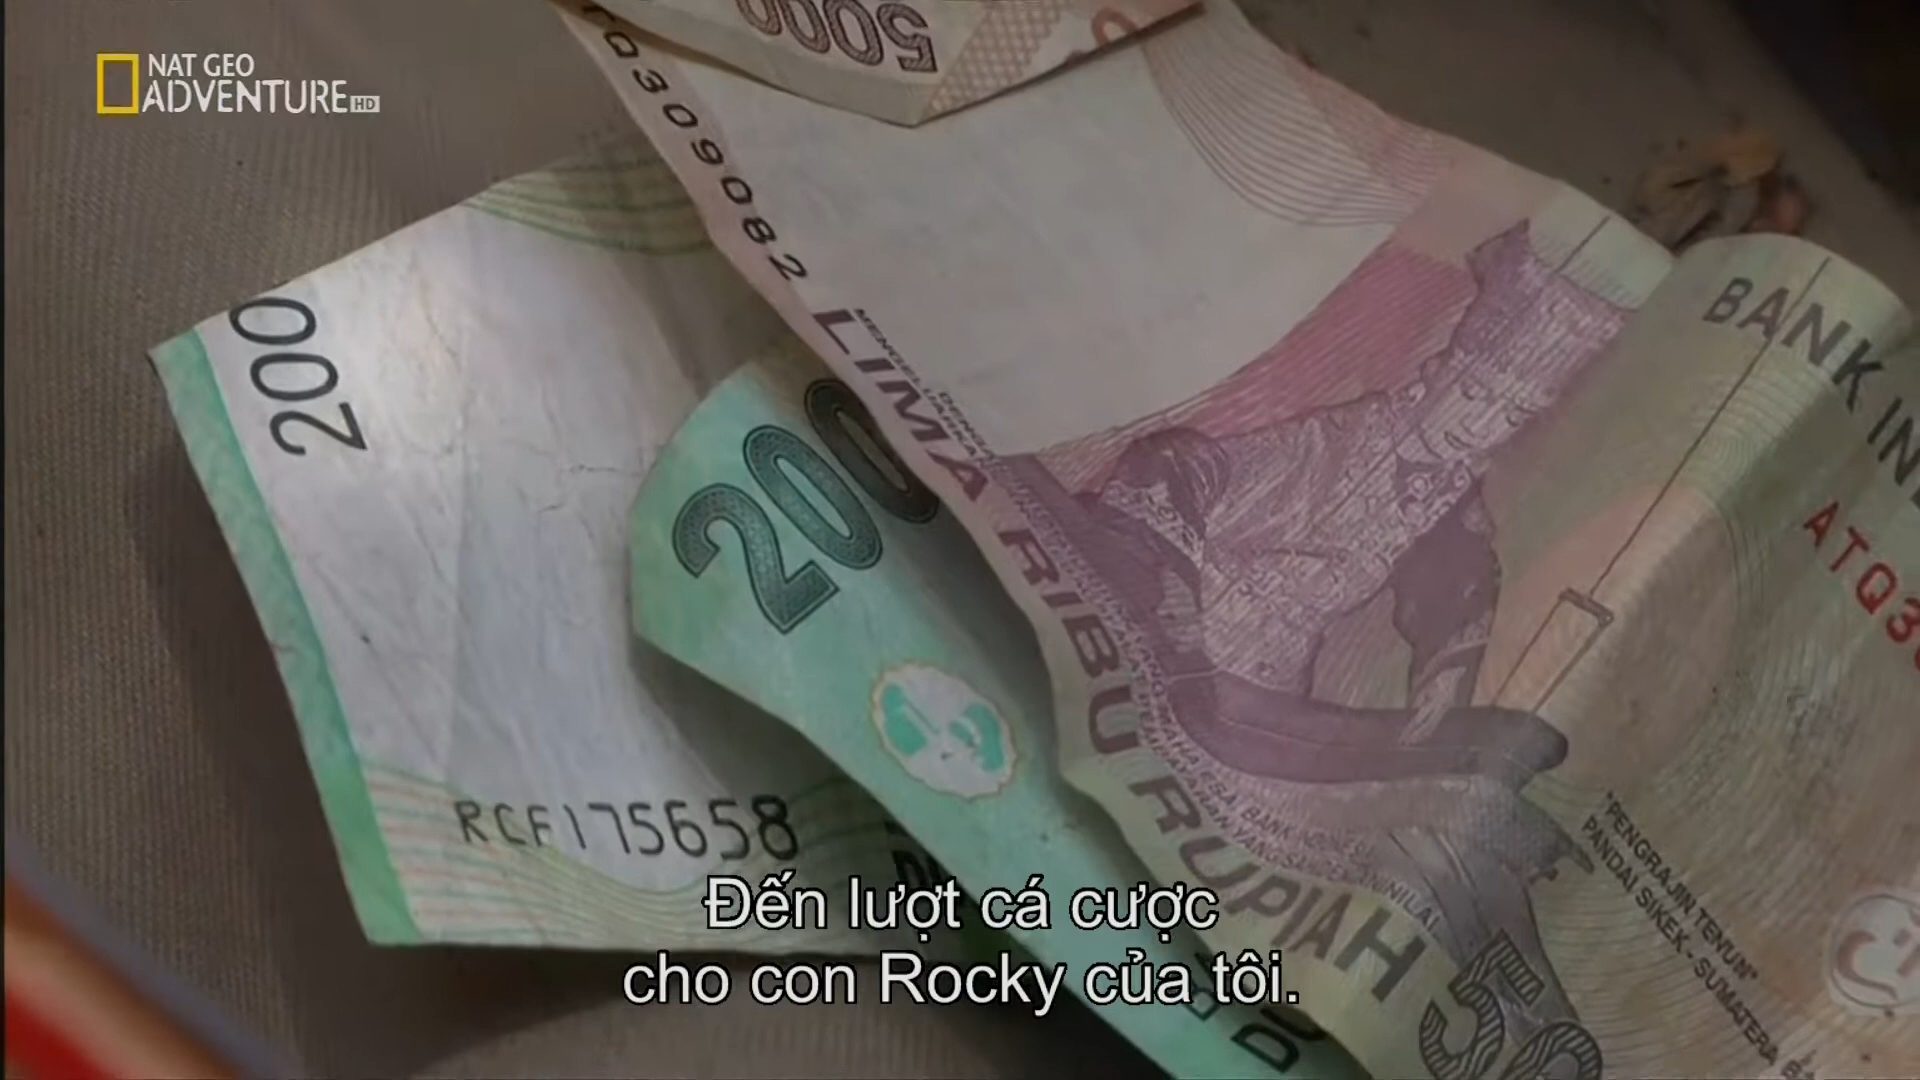 NAT GEO
ADVENTURE HD
5000
Q309082
200
200
LIMA RIBU RUPIAH
BANK IN
ATQ3
RCF175658
"PENGRAJIN TENUN"
PANDAI SIKEK - SUMATERA
50
Đến lượt cá cược
cho con Rocky của tôi.